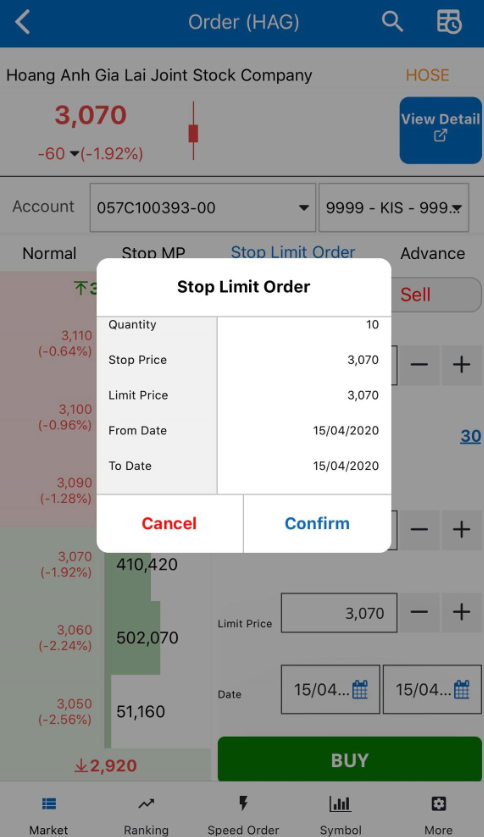 Order (HAG)
Hoang Anh Gia Lai Joint Stock Company HOSE
3,070
View Detail
-60 (-1.92%)
Account 057C100393-00 9999 - KIS - 999...
Normal Stop MP Stop Limit Order Advance
Stop Limit Order
Sell
Quantity 10
3,110
(-0.64%)
Stop Price 3,070
Limit Price 3,070
3,100
(-0.96%)
From Date 15/04/2020
30
To Date 15/04/2020
3,090
(-1.28%)
Cancel Confirm
3,070
(-1.92%)
410,420
3,060
(-2.24%)
502,070
Limit Price 3,070
3,050
(-2.56%)
51,160
Date 15/04... 15/04...
2,920
BUY
Market Ranking Speed Order Symbol More